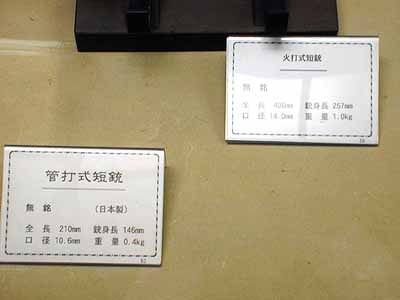 火打式短銃
無 銘
全 長 406mm 銃身長 257mm
口 径 14.0mm 重 量 1.0kg
管打式短銃
無 銘 (日本製)
全 長 210mm 銃身長 146mm
口 径 10.6mm 重 量 0.4kg